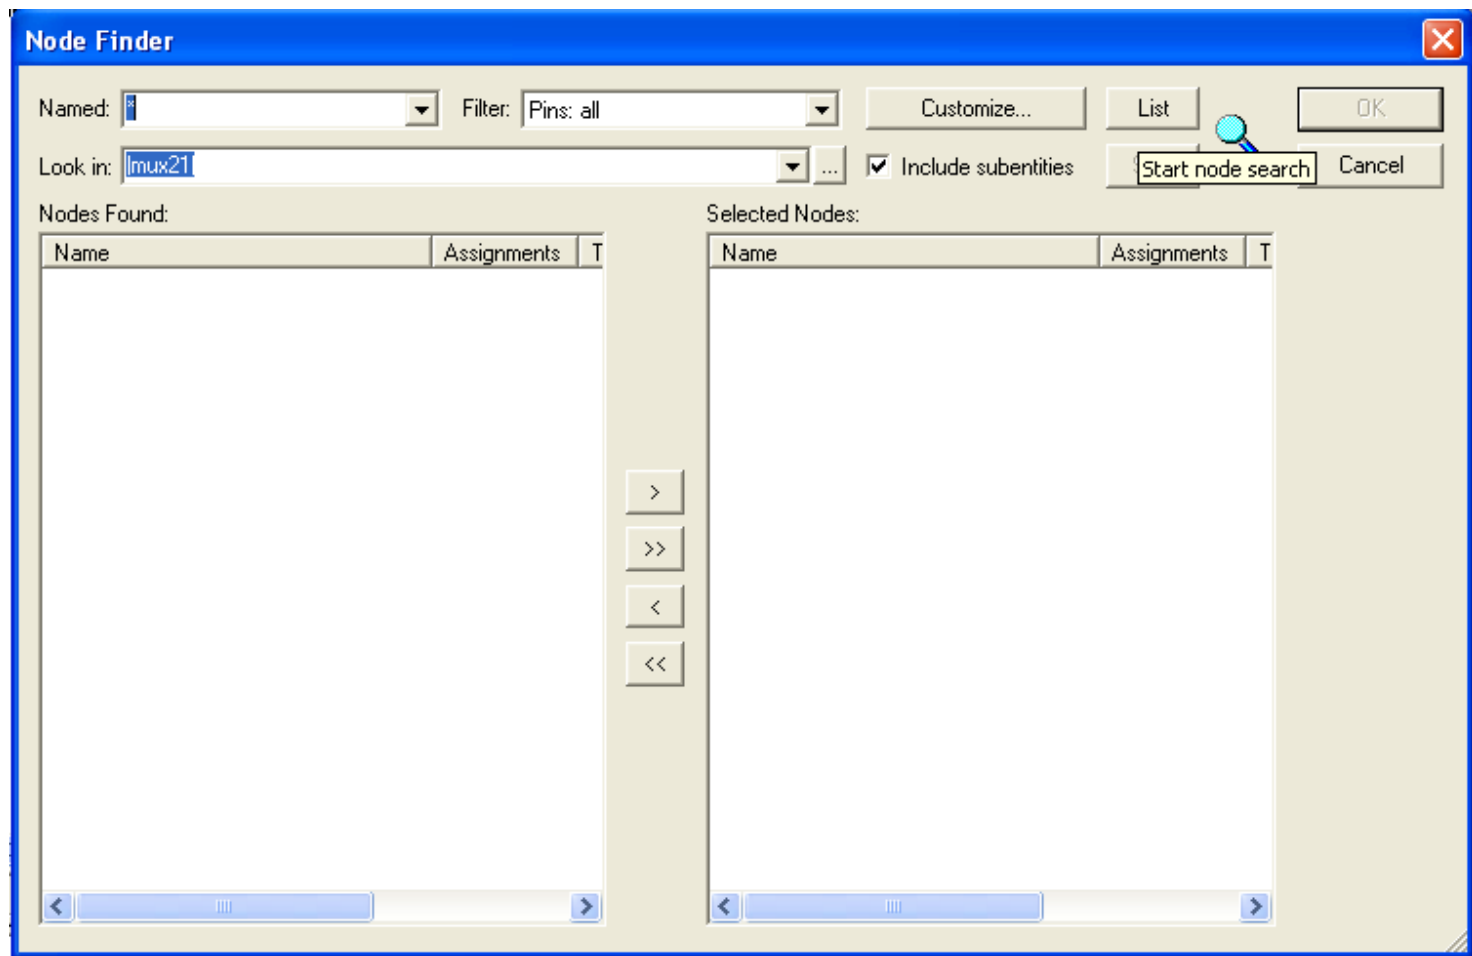 Node Finder
Named: * Filter: Pins: all Customize... List OK
Look in: |mux21| ... Include subentities Start node search Cancel
Nodes Found: Selected Nodes:
Name Assignments T Name Assignments T
>
>>
<
<<